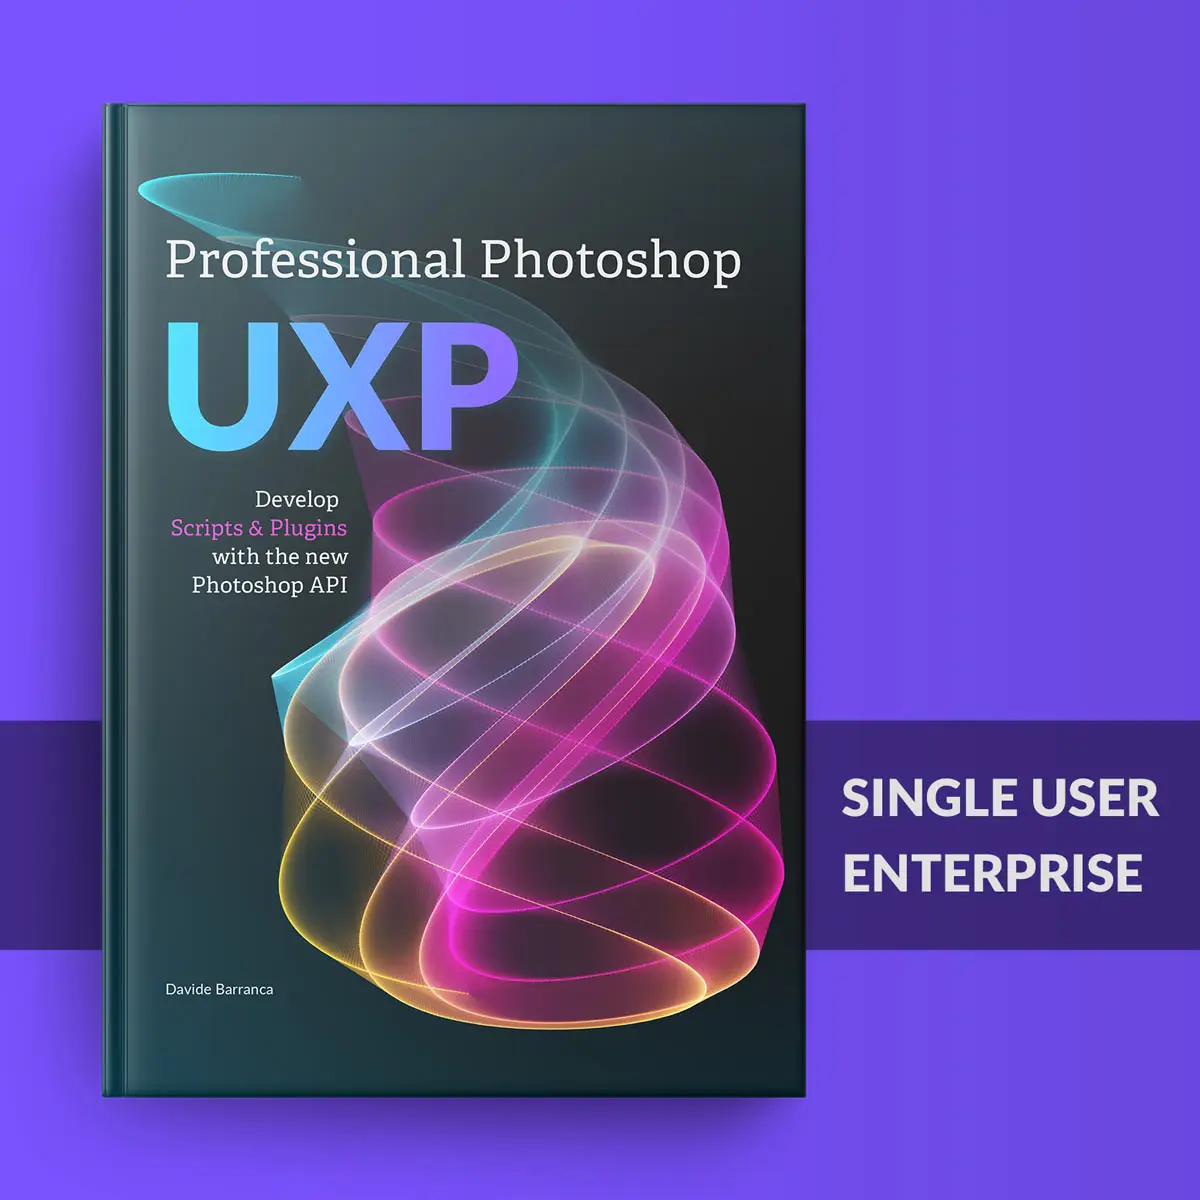 Professional Photoshop
UXP
Develop
Scripts & Plugins
with the new
Photoshop API
Davide Barranca
SINGLE USER
ENTERPRISE